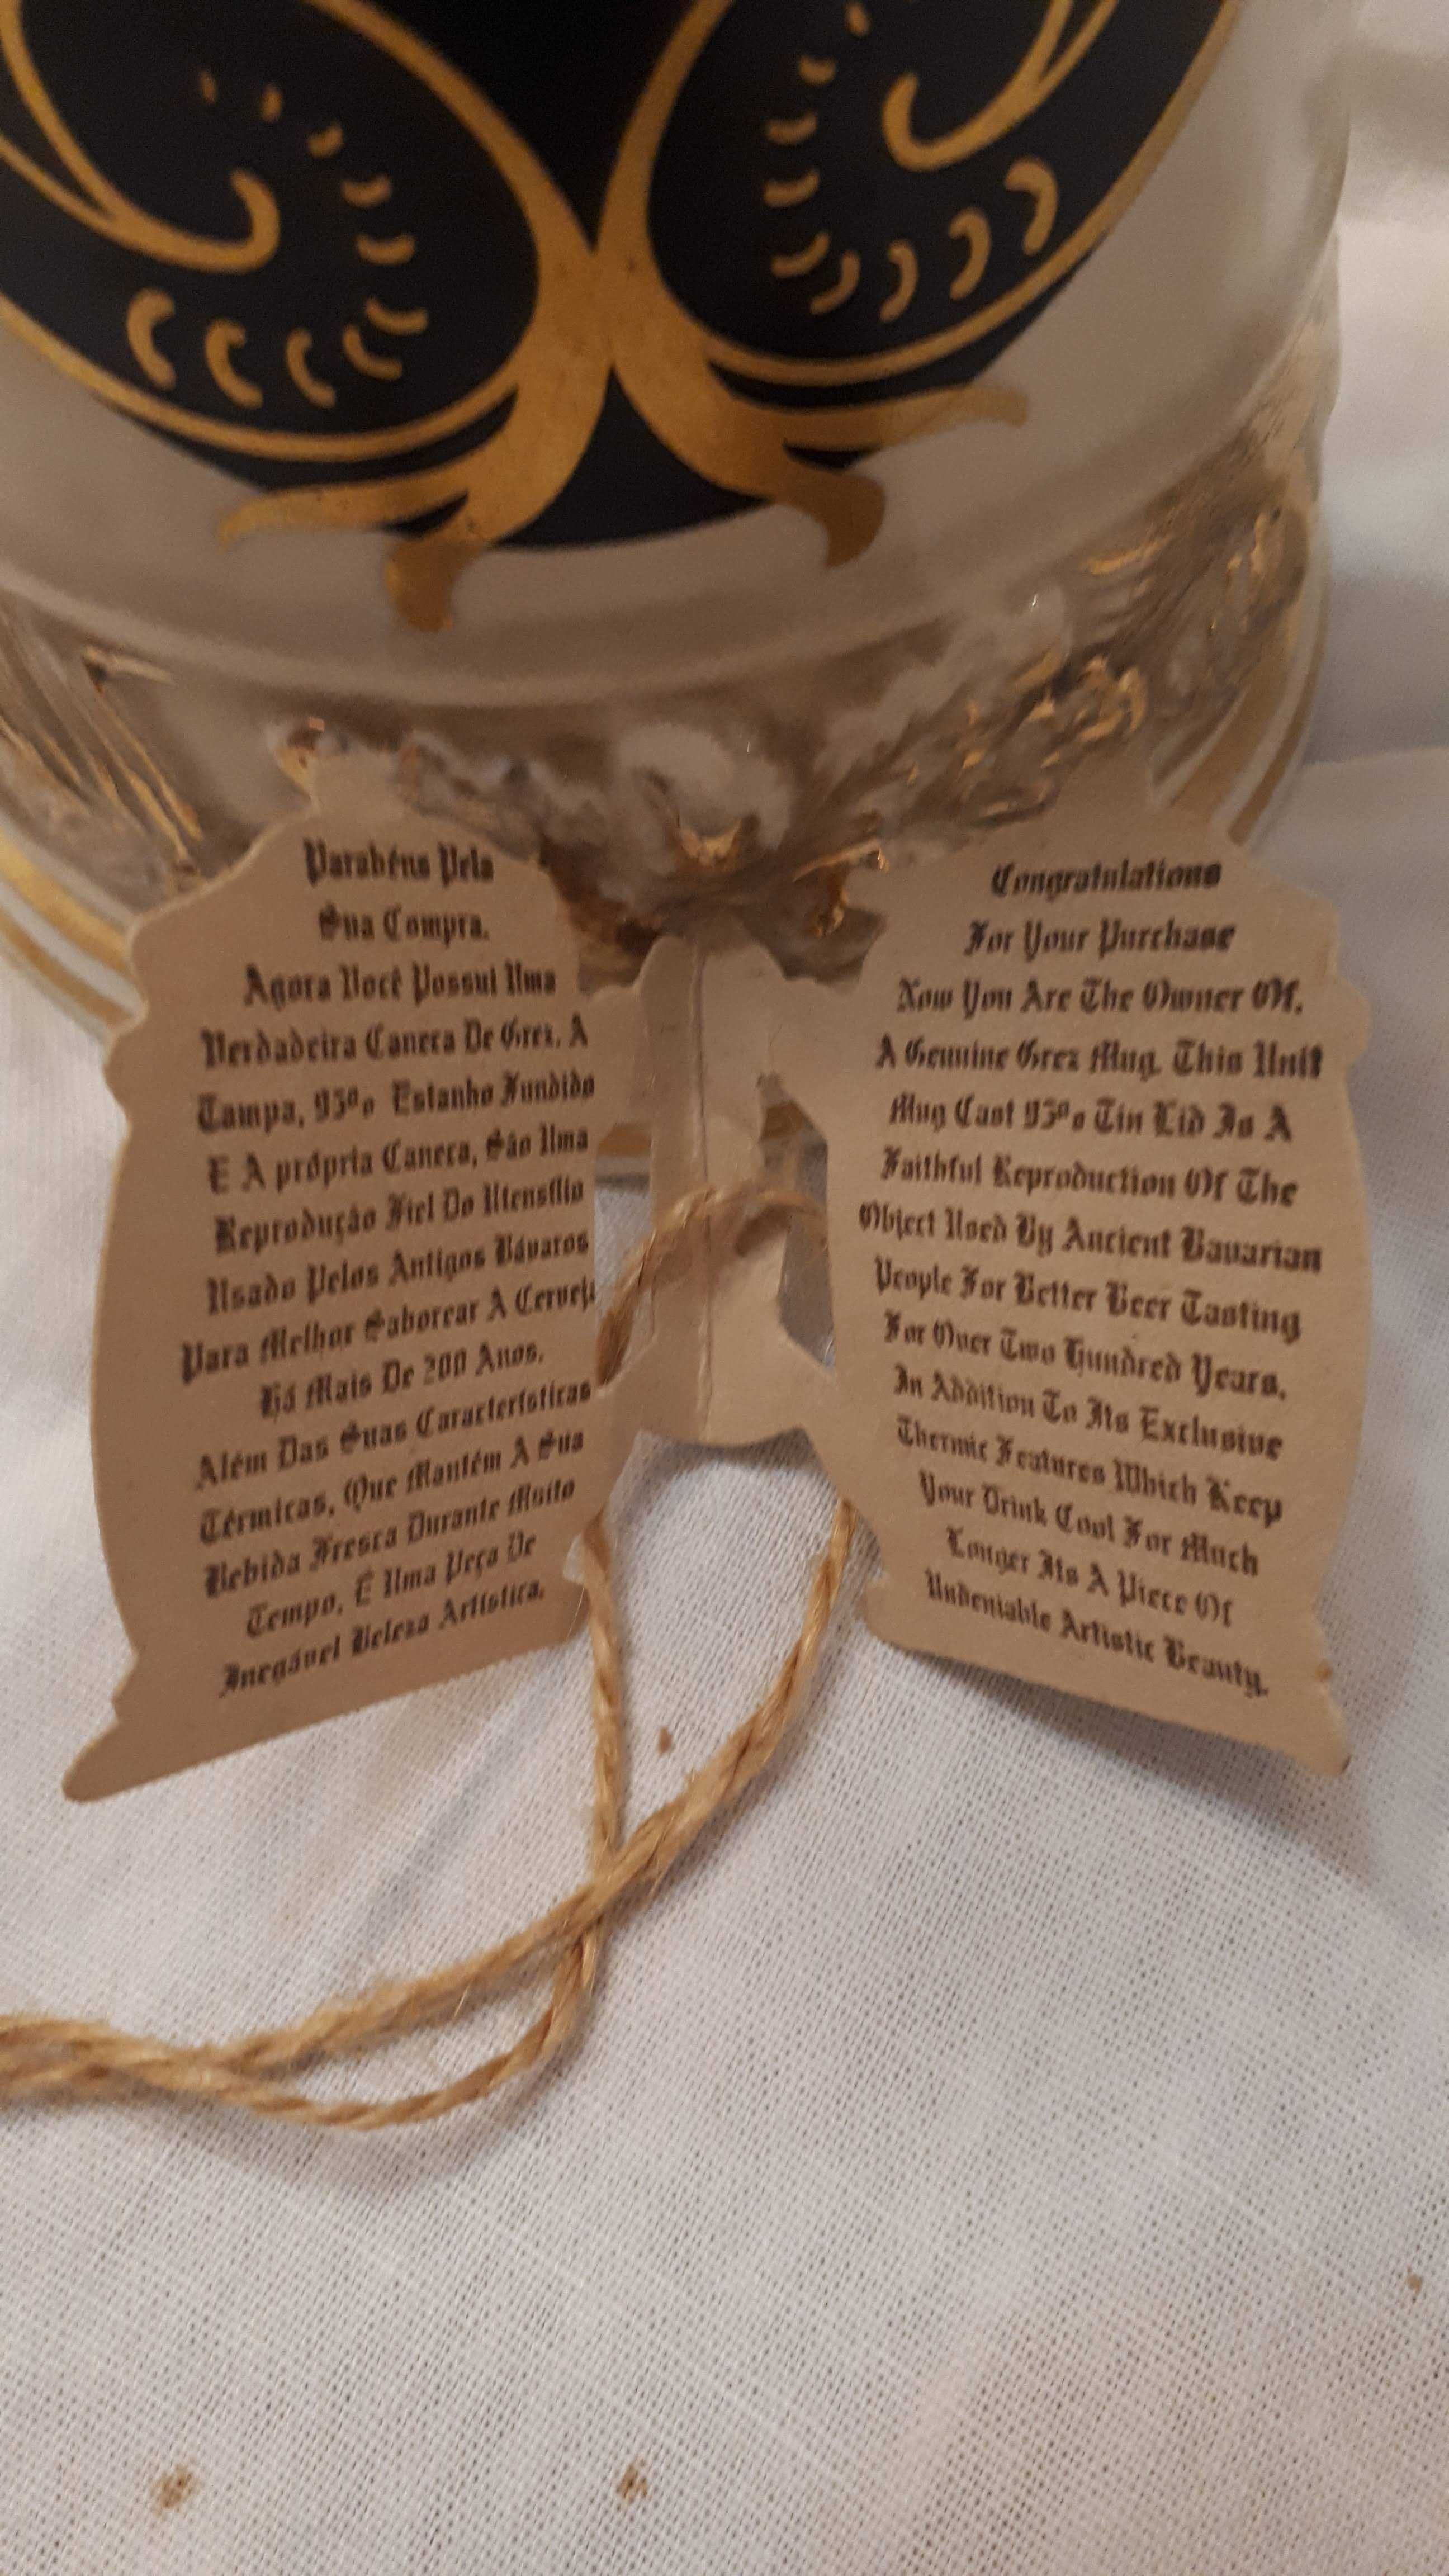 Parabéns Pela
Sua Compra.
Agora Você Possui Uma
Verdadeira Caneca De Grez. A
Tampa, 95% Estanho Fundido
E A própria Caneca, São Uma
Reprodução Fiel Do Utensílio
Usado Pelos Antigos Bávaros
Para Melhor Saborear A Cerveja
Há Mais De 200 Anos.
Além Das Suas Características
Térmicas, Que Mantém A Sua
Bebida Fresca Durante Muito
Tempo, É Uma Peça De
Inegável Beleza Artística.
Congratulations
For Your Purchase
Now You Are The Owner Of,
A Genuine Grez Mug. This Unit
Mug Cast 95% Tin Lid Is A
Faithful Reproduction Of The
Object Used By Ancient Bavarian
People For Better Beer Tasting
For Over Two Hundred Years.
In Addition To Its Exclusive
Thermic Features Which Keep
Your Drink Cool For Much
Longer Its A Piece Of
Undeniable Artistic Beauty.